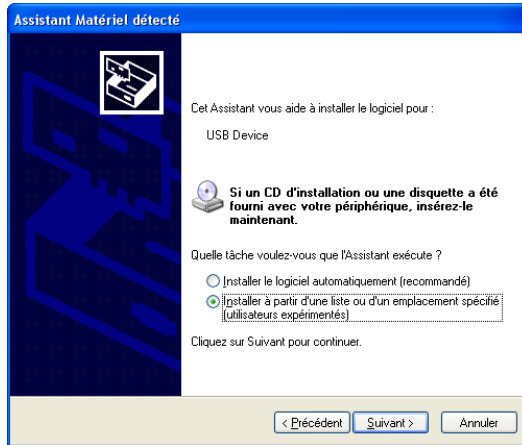 Assistant Matériel détecté
Cet Assistant vous aide à installer le logiciel pour :
USB Device
Si un CD d'installation ou une disquette a été
fourni avec votre périphérique, insérez-le
maintenant.
Quelle tâche voulez-vous que l'Assistant exécute ?
Installer le logiciel automatiquement (recommandé)
Installer à partir d'une liste ou d'un emplacement spécifié
(utilisateurs expérimentés)
Cliquez sur Suivant pour continuer.
< Précédent Suivant > Annuler